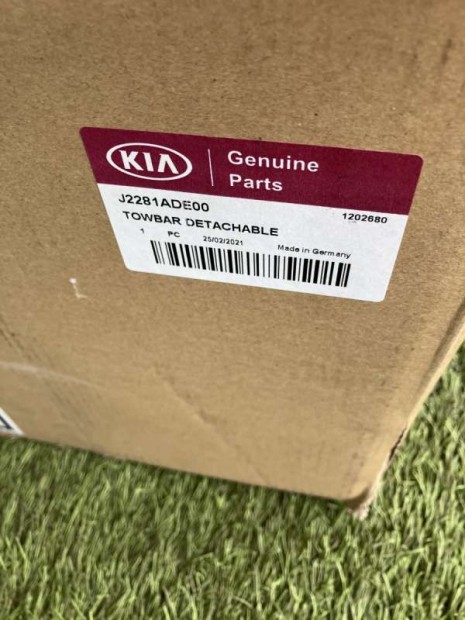 KIA
Genuine
Parts
J2281ADE00
1202680
TOWBAR DETACHABLE
1 PC 25/02/2021 Made in Germany